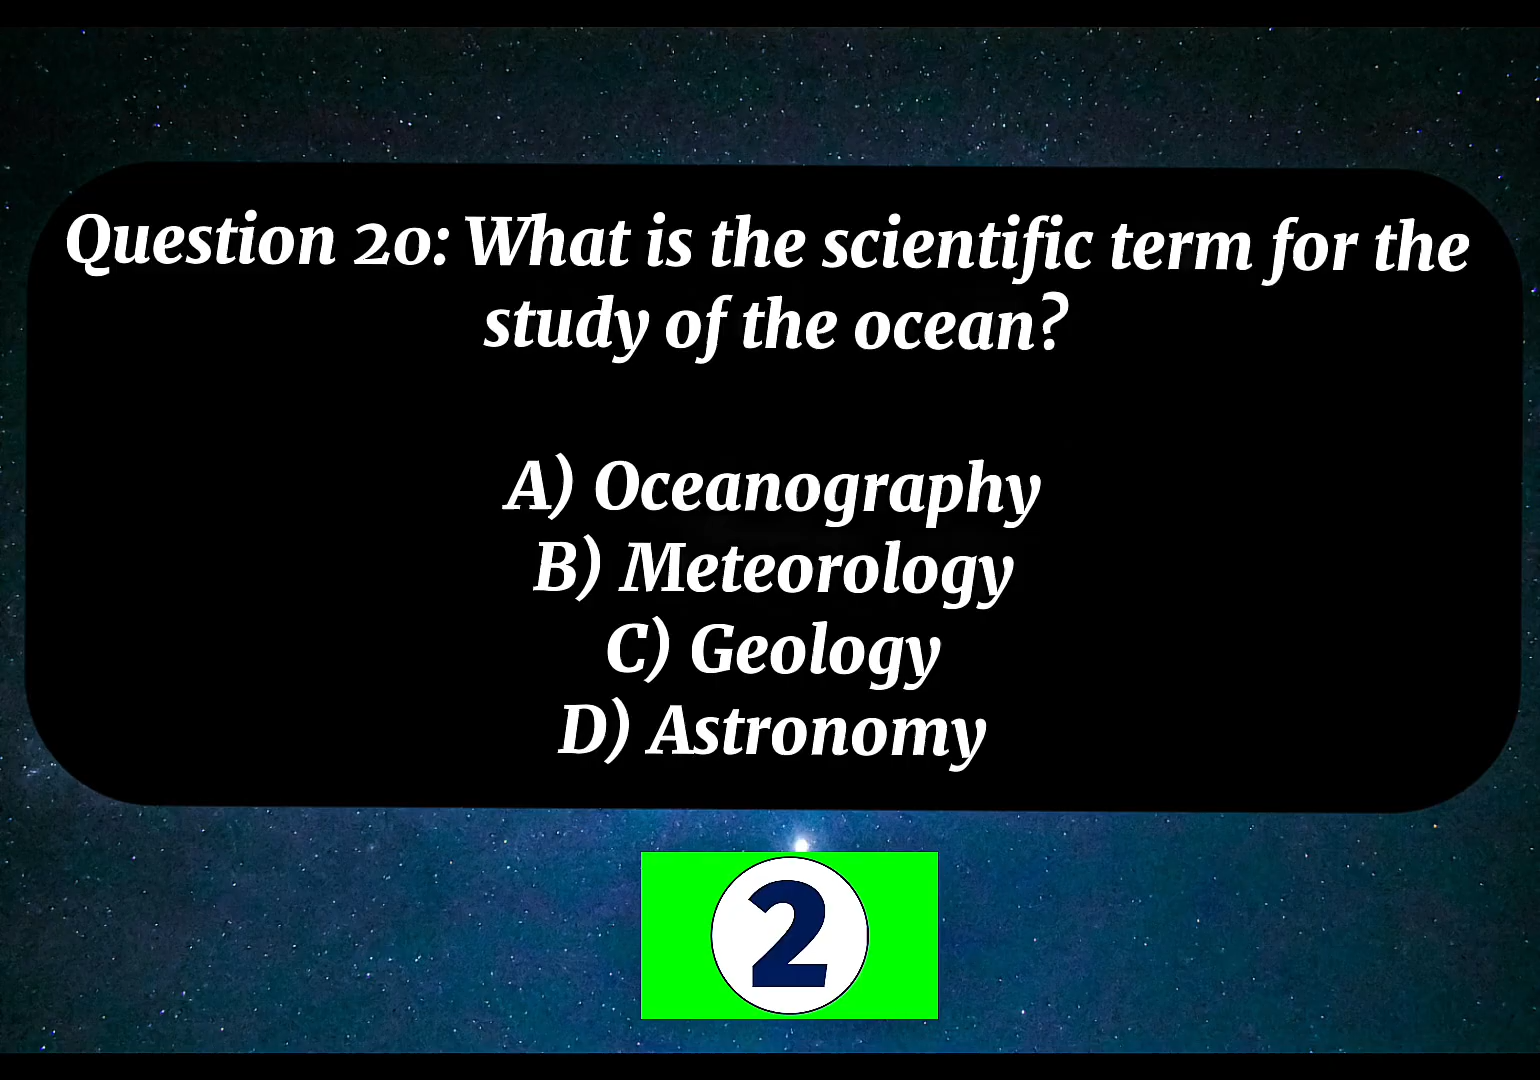 Question 20: What is the scientific term for the
study of the ocean?
A) Oceanography
B) Meteorology
C) Geology
D) Astronomy
2